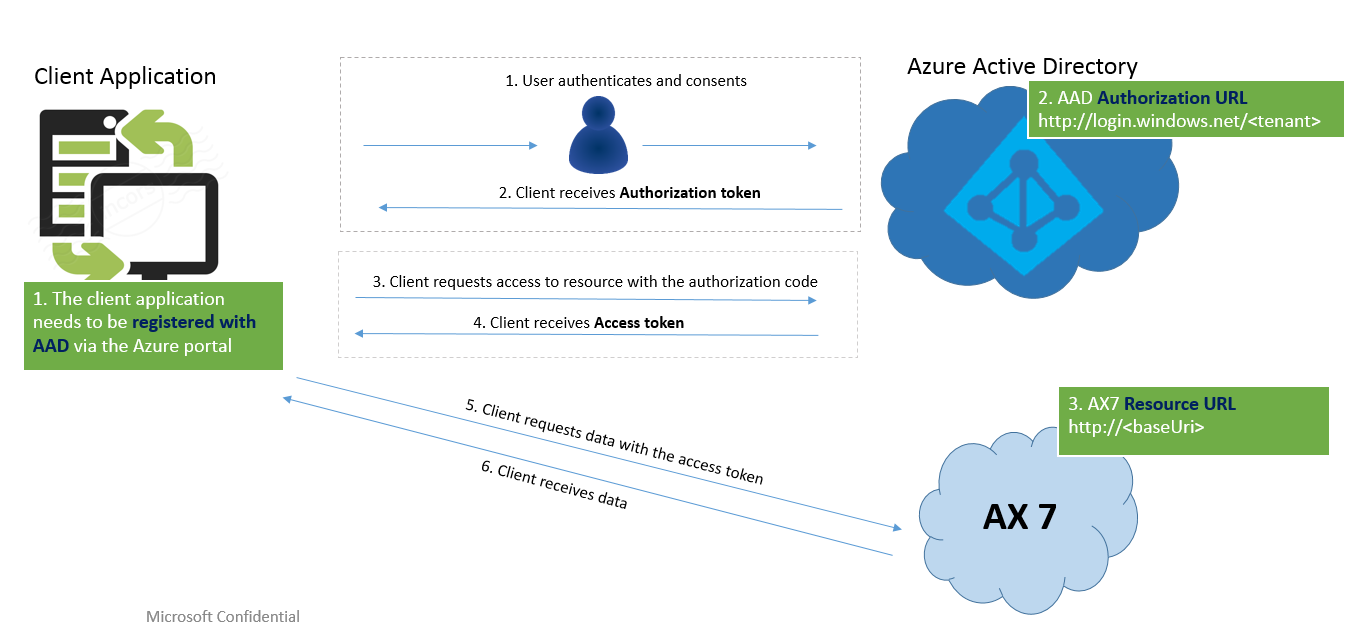 Client Application
Azure Active Directory
1. User authenticates and consents
2. AAD Authorization URL
http://login.windows.net/<tenant>
2. Client receives Authorization token
3. Client requests access to resource with the authorization code
4. Client receives Access token
1. The client application
needs to be registered with
AAD via the Azure portal
5. Client requests data with the access token
6. Client receives data
3. AX7 Resource URL
http://<baseUri>
AX 7
Microsoft Confidential